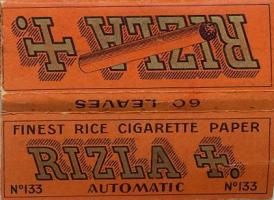 RIZLA +.
60 LEAVES
FINEST RICE CIGARETTE PAPER
RIZLA +.
Nº133 AUTOMATIC Nº133